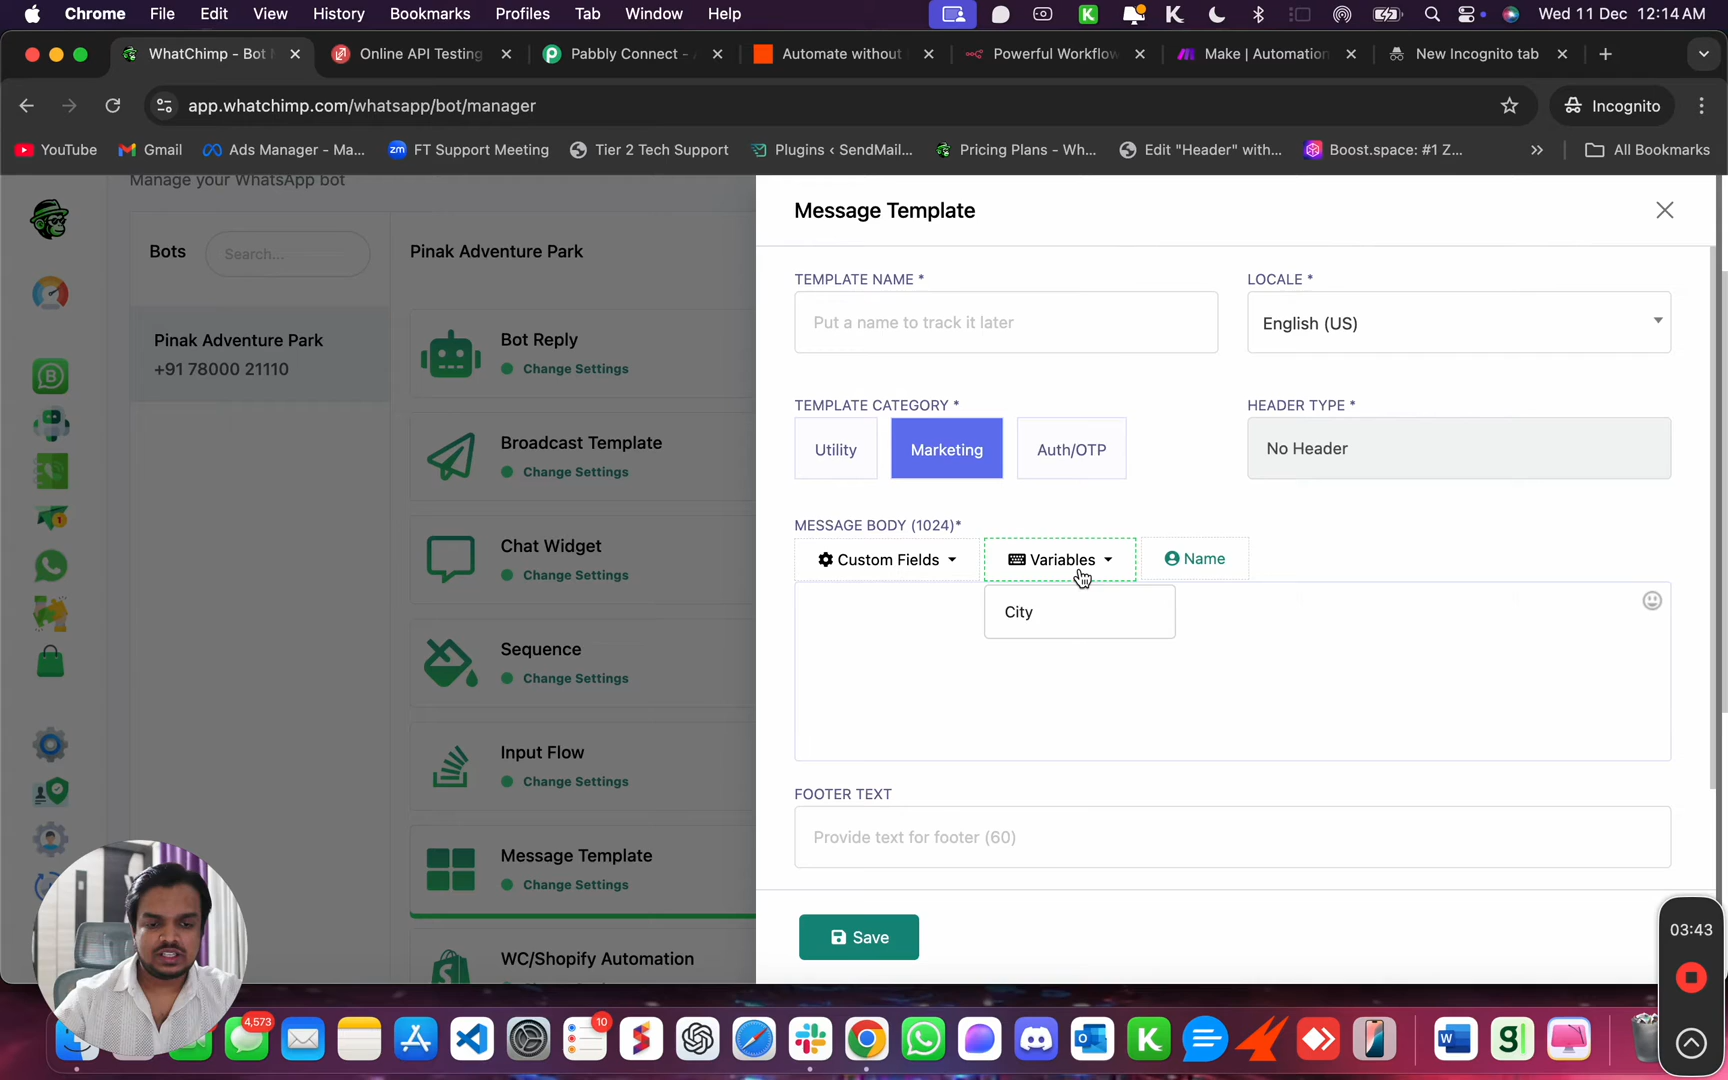 Chrome File Edit View History Bookmarks Profiles Tab Window Help Wed 11 Dec 12:14 AM
WhatChimp - Bot M Online API Testing Pabbly Connect - A Automate without Powerful Workflow Make | Automation New Incognito tab
app.whatchimp.com/whatsapp/bot/manager Incognito
YouTube Gmail Ads Manager - Ma... FT Support Meeting Tier 2 Tech Support Plugins ‹ SendMail... Pricing Plans - Wh... Edit "Header" with... Boost.space: #1 Z... » All Bookmarks
Manage your WhatsApp bot
Bots Search...
Pinak Adventure Park
+91 78000 21110
Pinak Adventure Park
Bot Reply
Change Settings
Broadcast Template
Change Settings
Chat Widget
Change Settings
Sequence
Change Settings
Input Flow
Change Settings
Message Template
Change Settings
WC/Shopify Automation
Message Template
TEMPLATE NAME *
Put a name to track it later
LOCALE *
English (US)
TEMPLATE CATEGORY *
Utility Marketing Auth/OTP
HEADER TYPE *
No Header
MESSAGE BODY (1024)*
Custom Fields Variables Name
City
FOOTER TEXT
Provide text for footer (60)
Save
03:43
4,573
10